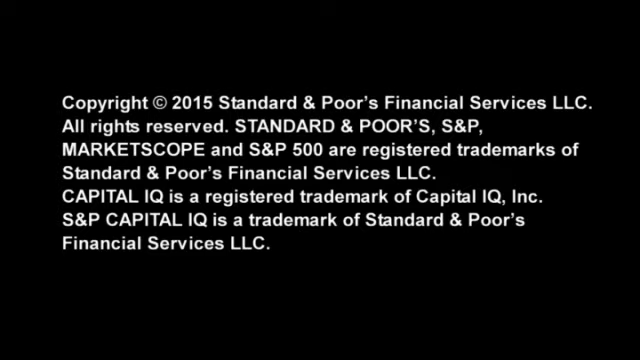 Copyright © 2015 Standard & Poor’s Financial Services LLC.
All rights reserved. STANDARD & POOR’S, S&P,
MARKETSCOPE and S&P 500 are registered trademarks of
Standard & Poor’s Financial Services LLC.
CAPITAL IQ is a registered trademark of Capital IQ, Inc.
S&P CAPITAL IQ is a trademark of Standard & Poor’s
Financial Services LLC.